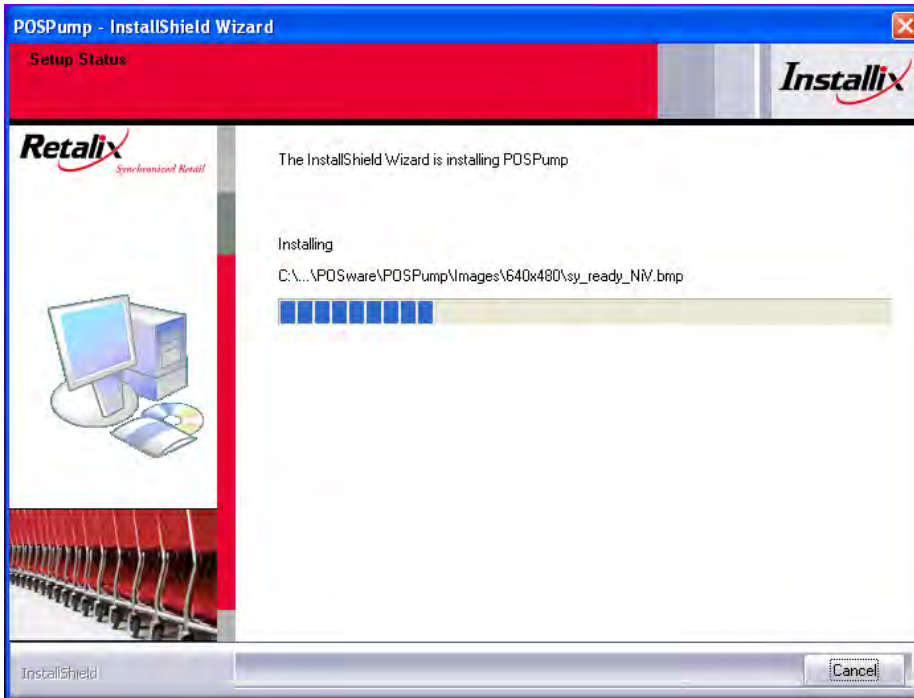 POSPump - InstallShield Wizard
Setup Status
Installix
Retalix
Synchronized Retail
The InstallShield Wizard is installing POSPump
Installing
C:\...\POSware\POSPump\Images\640x480\sy_ready_NiV.bmp
InstallShield
Cancel